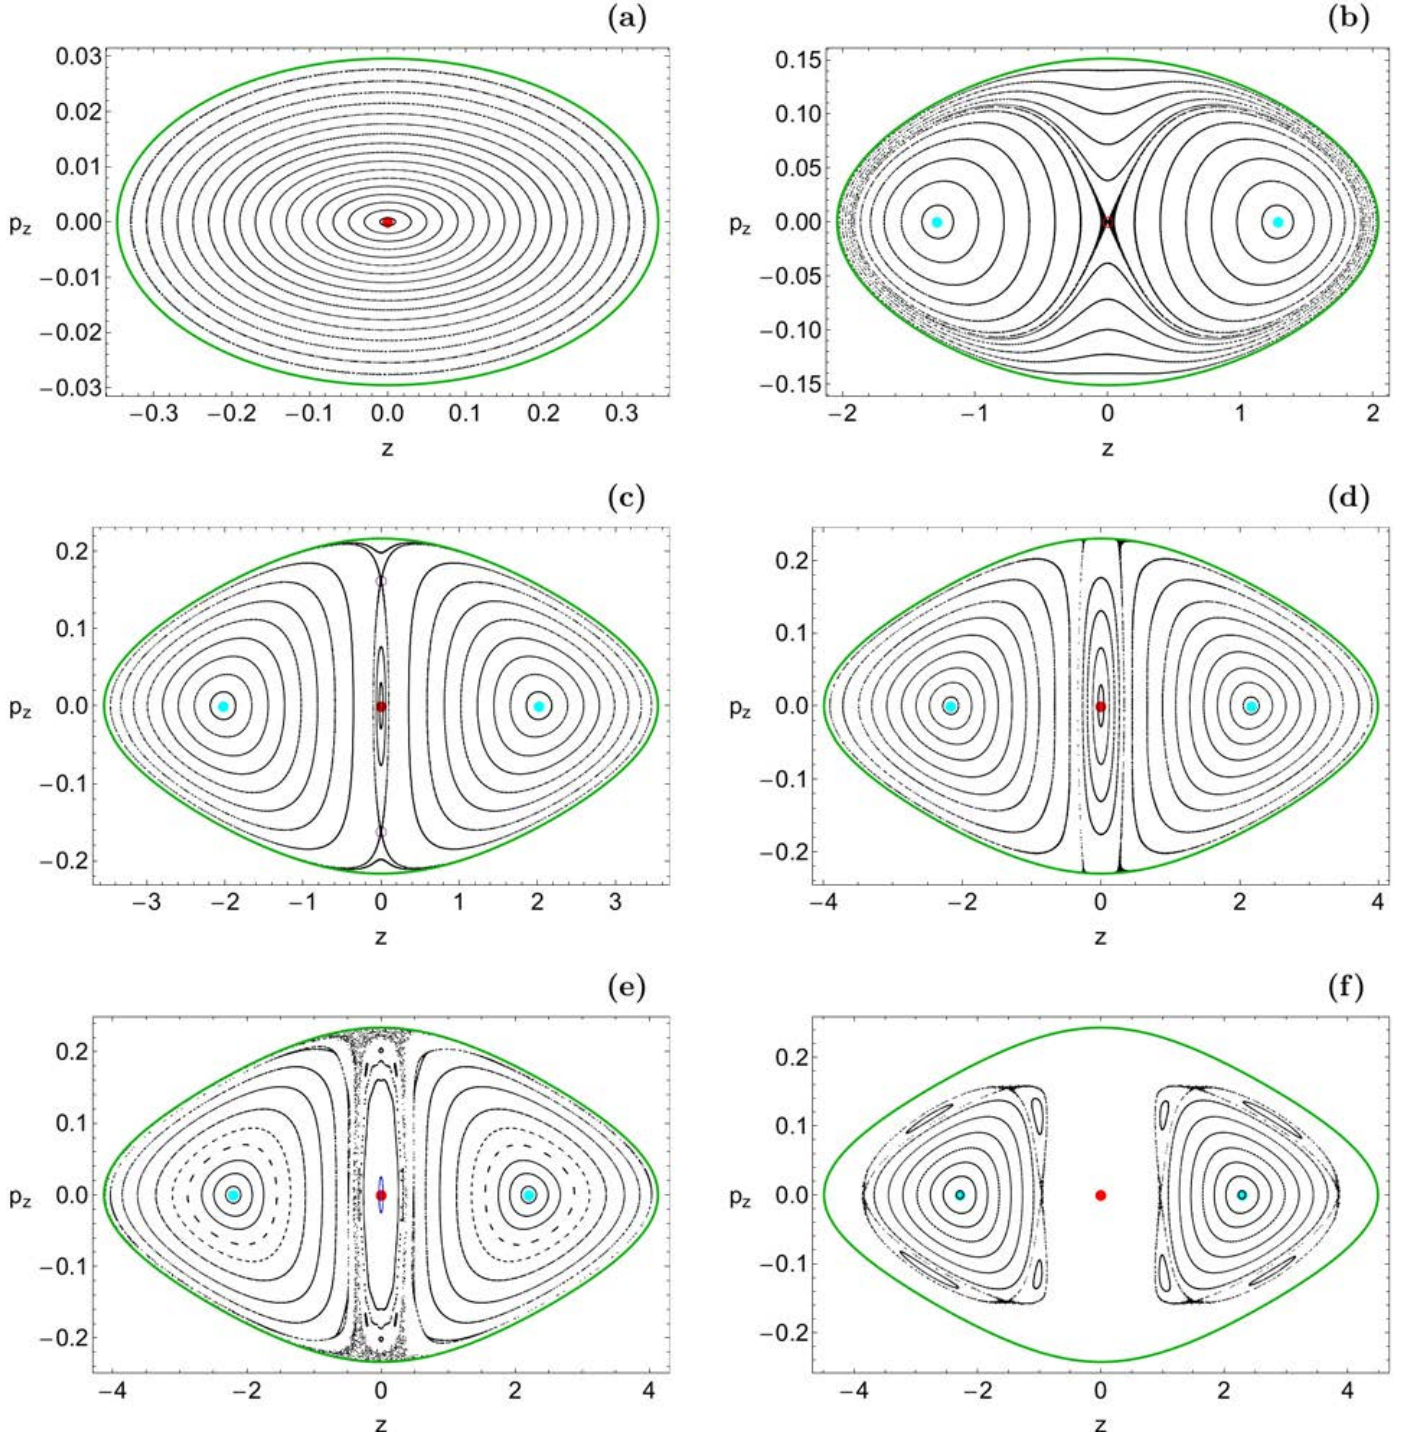 (a) (b)
0.03 0.15
0.02 0.10
0.01 0.05
pz 0.00 pz 0.00
−0.01 −0.05
−0.02 −0.10
−0.03 −0.15
−0.3 −0.2 −0.1 0.0 0.1 0.2 0.3 −2 −1 0 1 2
z z
(c) (d)
0.2 0.2
0.1 0.1
pz 0.0 pz 0.0
−0.1 −0.1
−0.2 −0.2
−3 −2 −1 0 1 2 3 −4 −2 0 2 4
z z
(e) (f)
0.2 0.2
0.1 0.1
pz 0.0 pz 0.0
−0.1 −0.1
−0.2 −0.2
−4 −2 0 2 4 −4 −2 0 2 4
z z